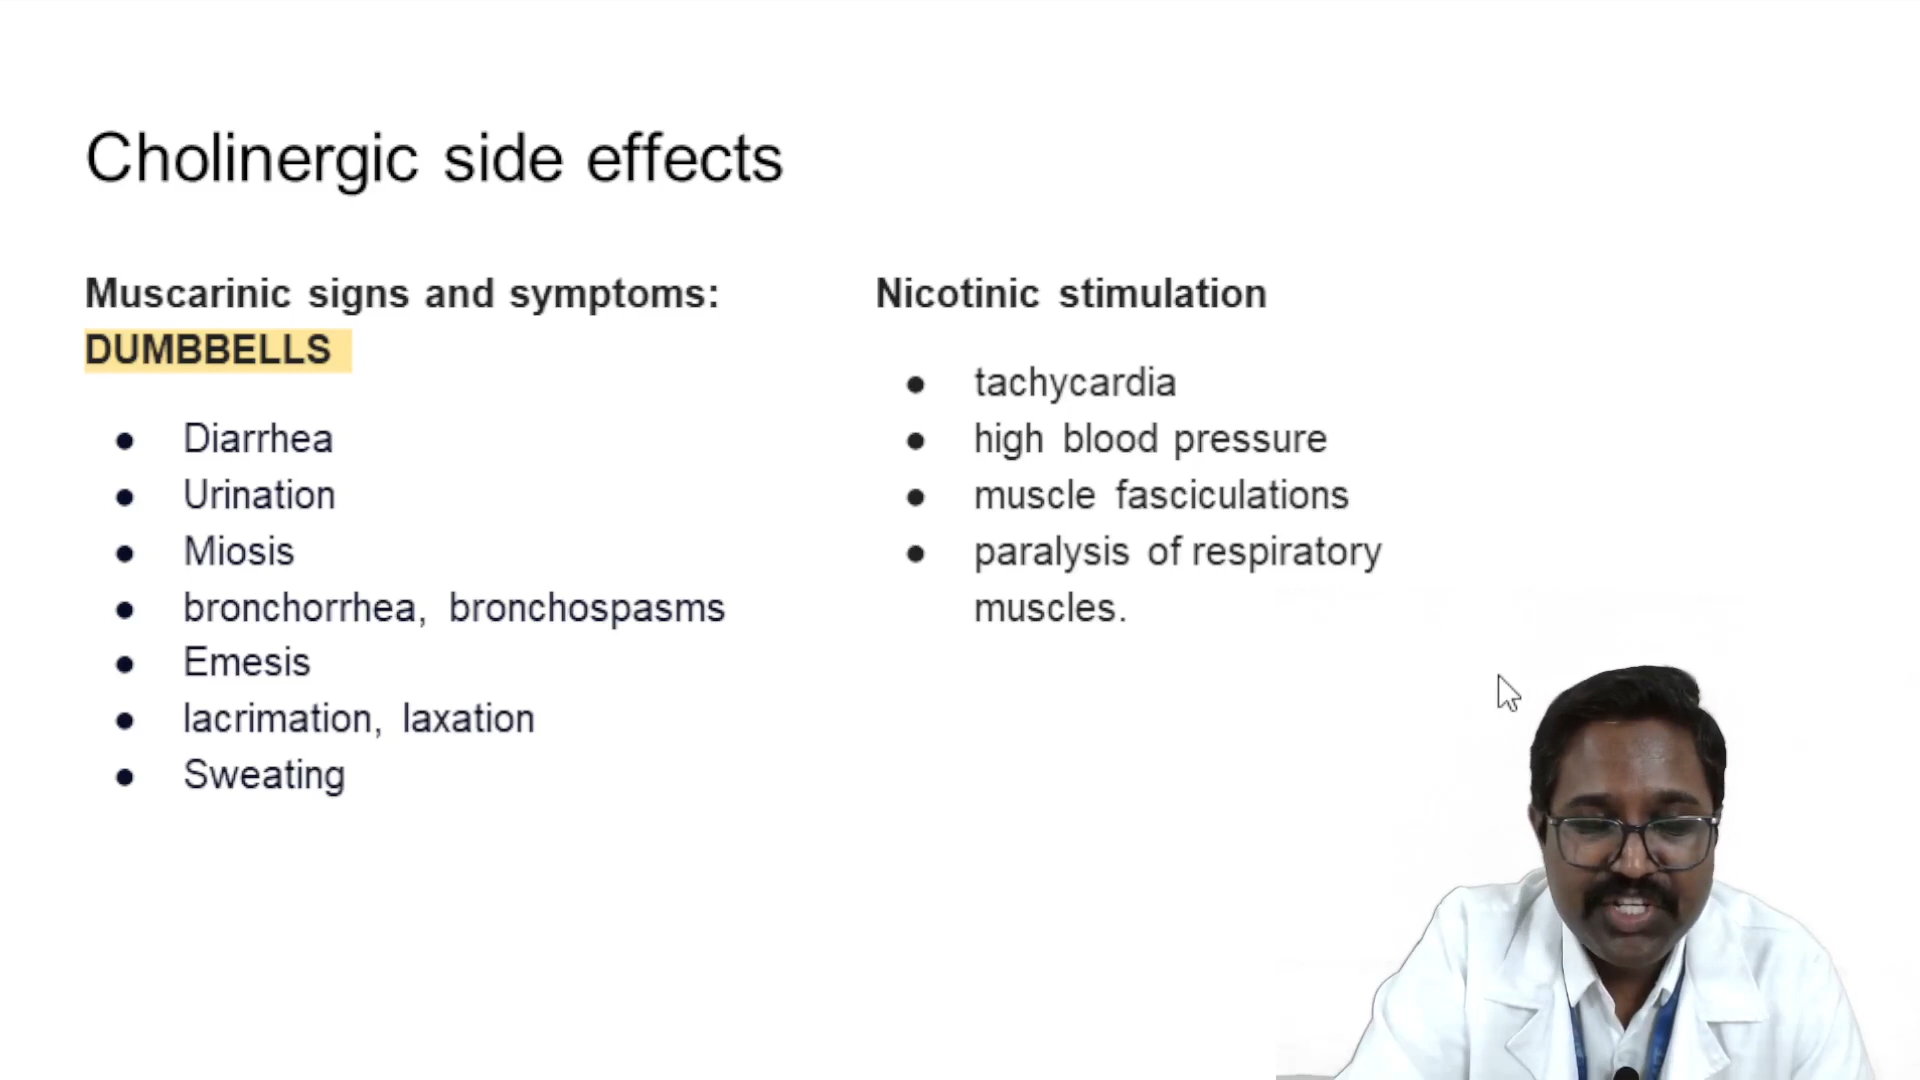 Cholinergic side effects
Muscarinic signs and symptoms:
DUMBBELLS
Diarrhea
Urination
Miosis
bronchorrhea, bronchospasms
Emesis
lacrimation, laxation
Sweating
Nicotinic stimulation
tachycardia
high blood pressure
muscle fasciculations
paralysis of respiratory
muscles.